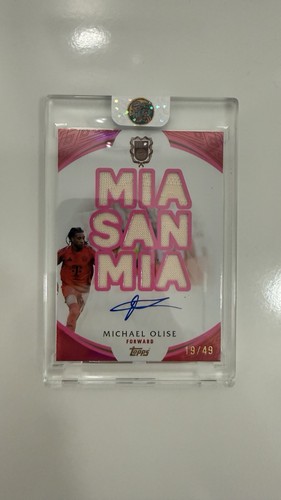 MIA
SAN
MIA
MICHAEL OLISE
FORWARD
Topps
19/49